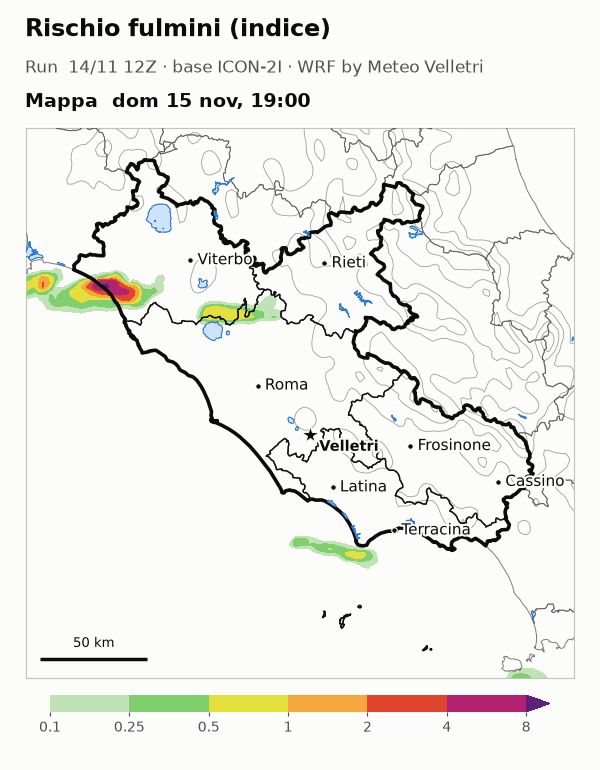 Rischio fulmini (indice)
Run  14/11 12Z · base ICON-2I · WRF by Meteo Velletri
Mappa  dom 15 nov, 19:00
Viterbo
Rieti
Roma
Velletri
Frosinone
Cassino
Latina
Terracina
50 km
0.1 0.25 0.5 1 2 4 8